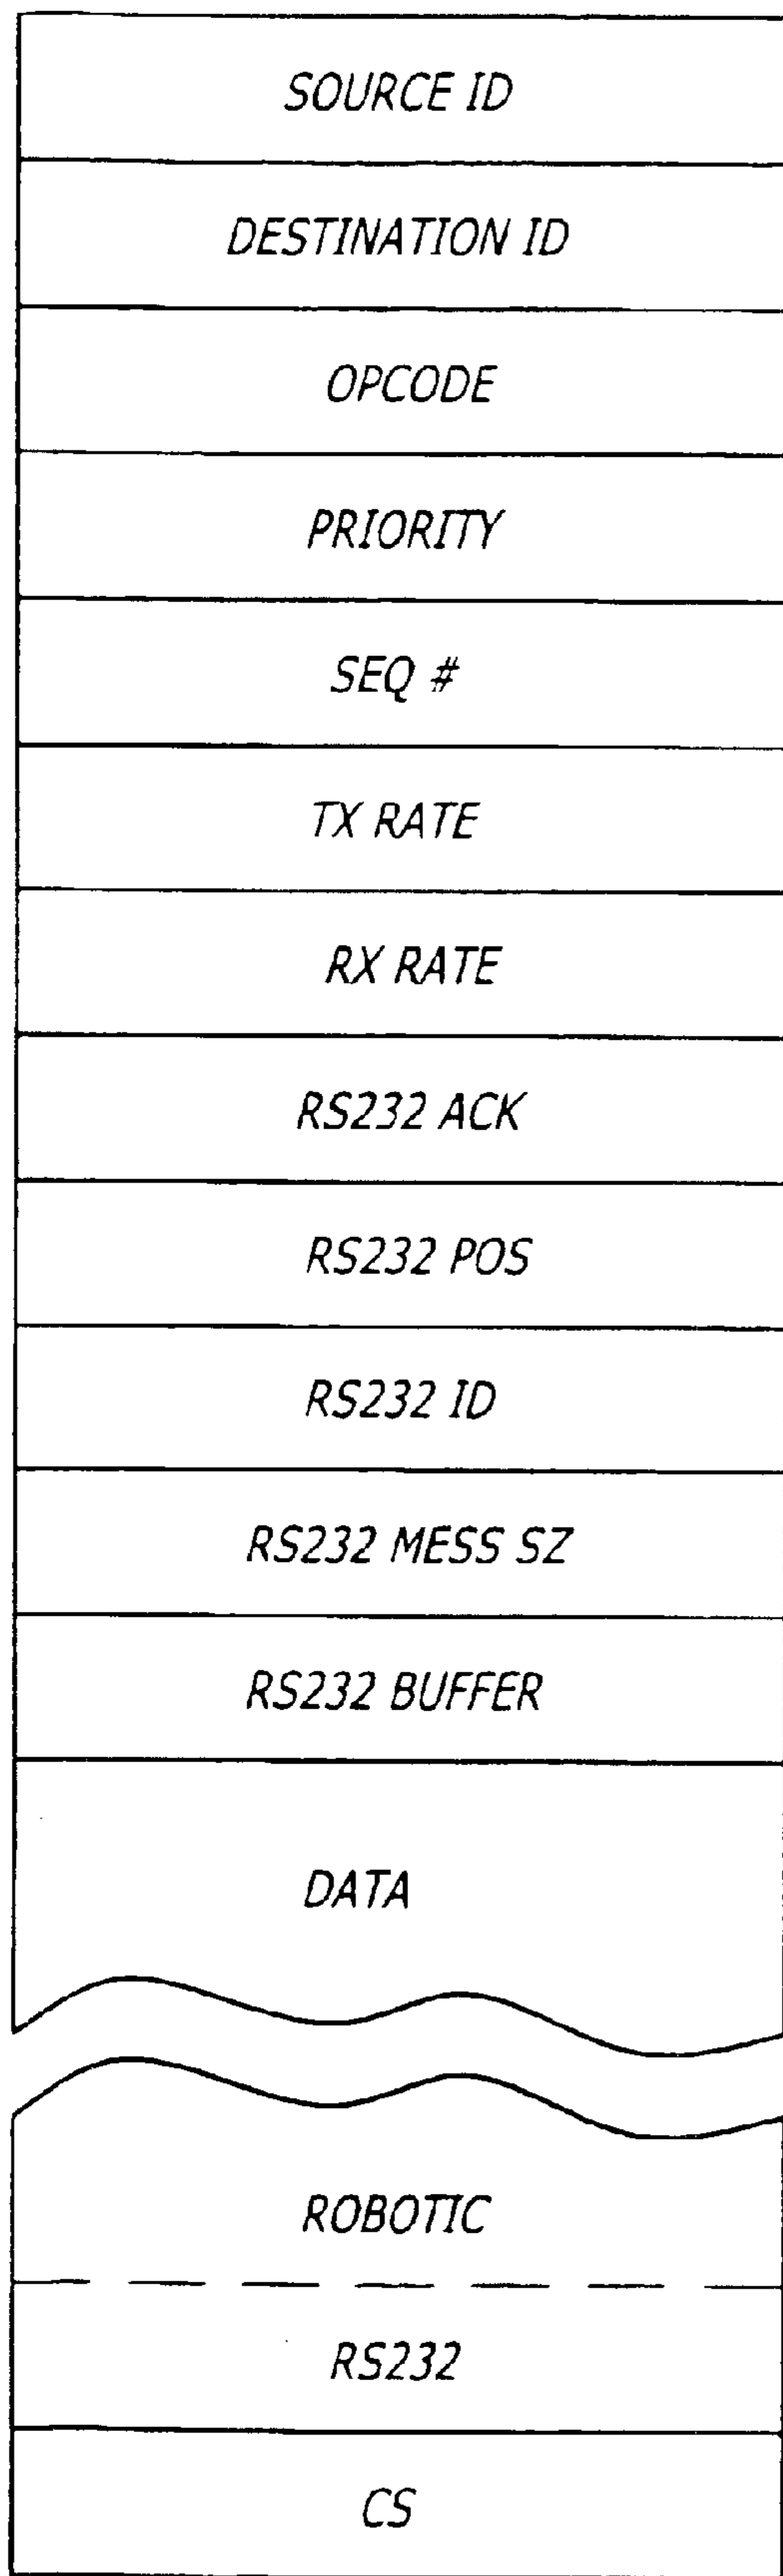 SOURCE ID
DESTINATION ID
OPCODE
PRIORITY
SEQ #
TX RATE
RX RATE
RS232 ACK
RS232 POS
RS232 ID
RS232 MESS SZ
RS232 BUFFER
DATA
ROBOTIC
RS232
CS